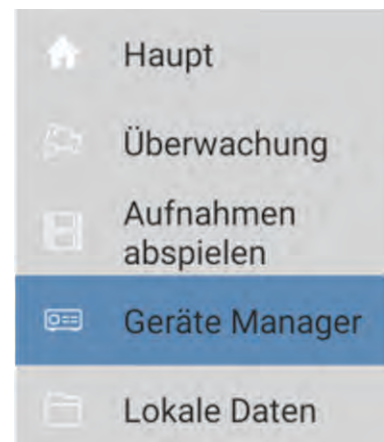 Haupt
Überwachung
Aufnahmen
abspielen
Geräte Manager
Lokale Daten